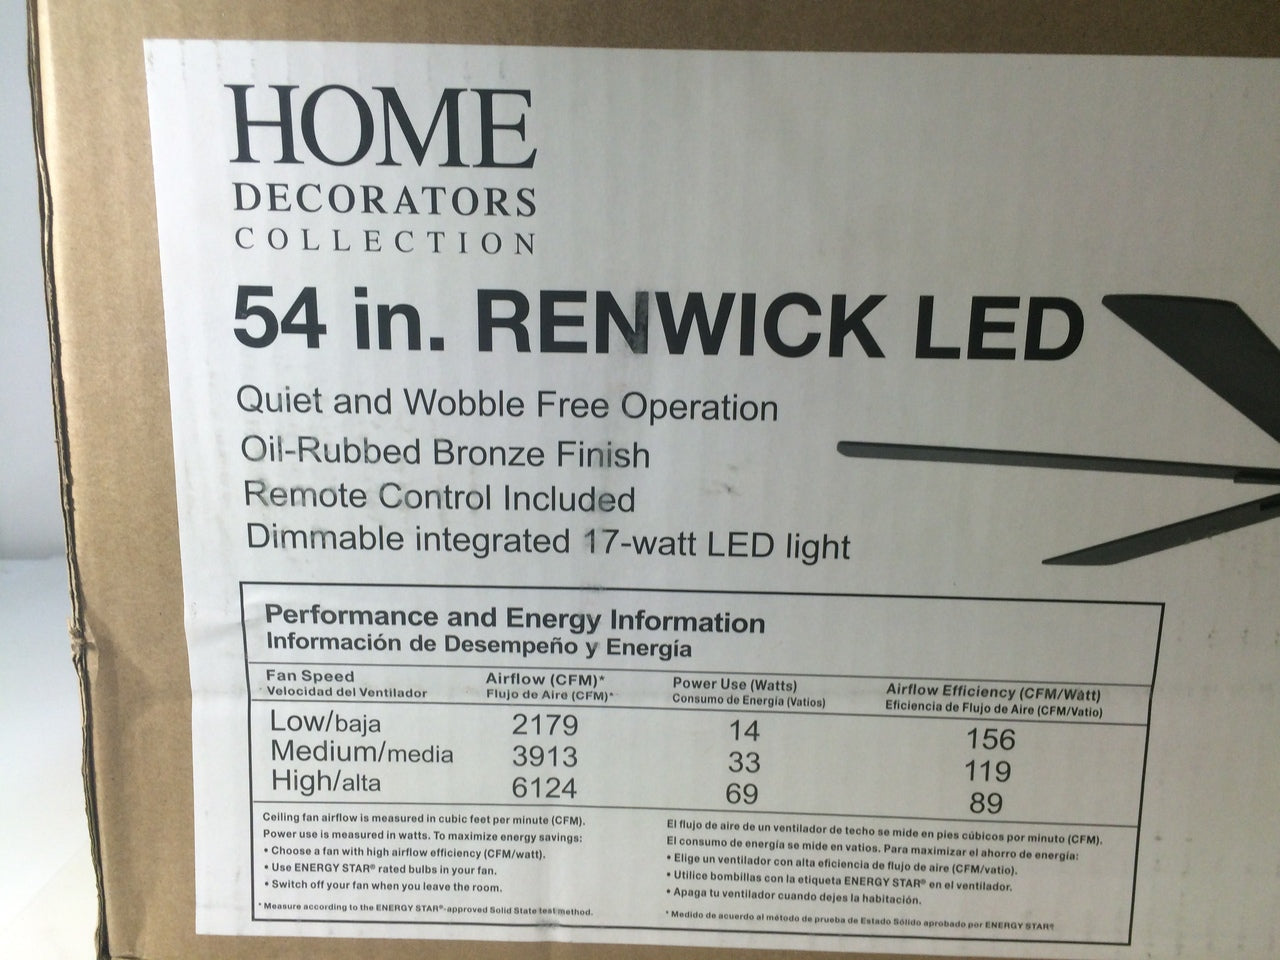 HOME
DECORATORS
COLLECTION
54 in. RENWICK LED
Quiet and Wobble Free Operation
Oil-Rubbed Bronze Finish
Remote Control Included
Dimmable integrated 17-watt LED light
Performance and Energy Information
Información de Desempeño y Energía
Fan Speed Airflow (CFM)* Power Use (Watts) Airflow Efficiency (CFM/Watt)
Velocidad del Ventilador Flujo de Aire (CFM)* Consumo de Energía (Vatios) Eficiencia de Flujo de Aire (CFM/Vatio)
Low/baja 2179 14 156
Medium/media 3913 33 119
High/alta 6124 69 89
Ceiling fan airflow is measured in cubic feet per minute (CFM).
Power use is measured in watts. To maximize energy savings:
• Choose a fan with high airflow efficiency (CFM/watt).
• Use ENERGY STAR® rated bulbs in your fan.
• Switch off your fan when you leave the room.
* Measure according to the ENERGY STAR®-approved Solid State test method.
El flujo de aire de un ventilador de techo se mide en pies cúbicos por minuto (CFM).
El consumo de energía se mide en vatios. Para maximizar el ahorro de energía:
• Elige un ventilador con alta eficiencia de flujo de aire (CFM/vatio).
• Utilice bombillas con la etiqueta ENERGY STAR® en el ventilador.
• Apaga tu ventilador cuando dejes la habitación.
* Medido de acuerdo al método de prueba de Estado Sólido aprobado por ENERGY STAR®